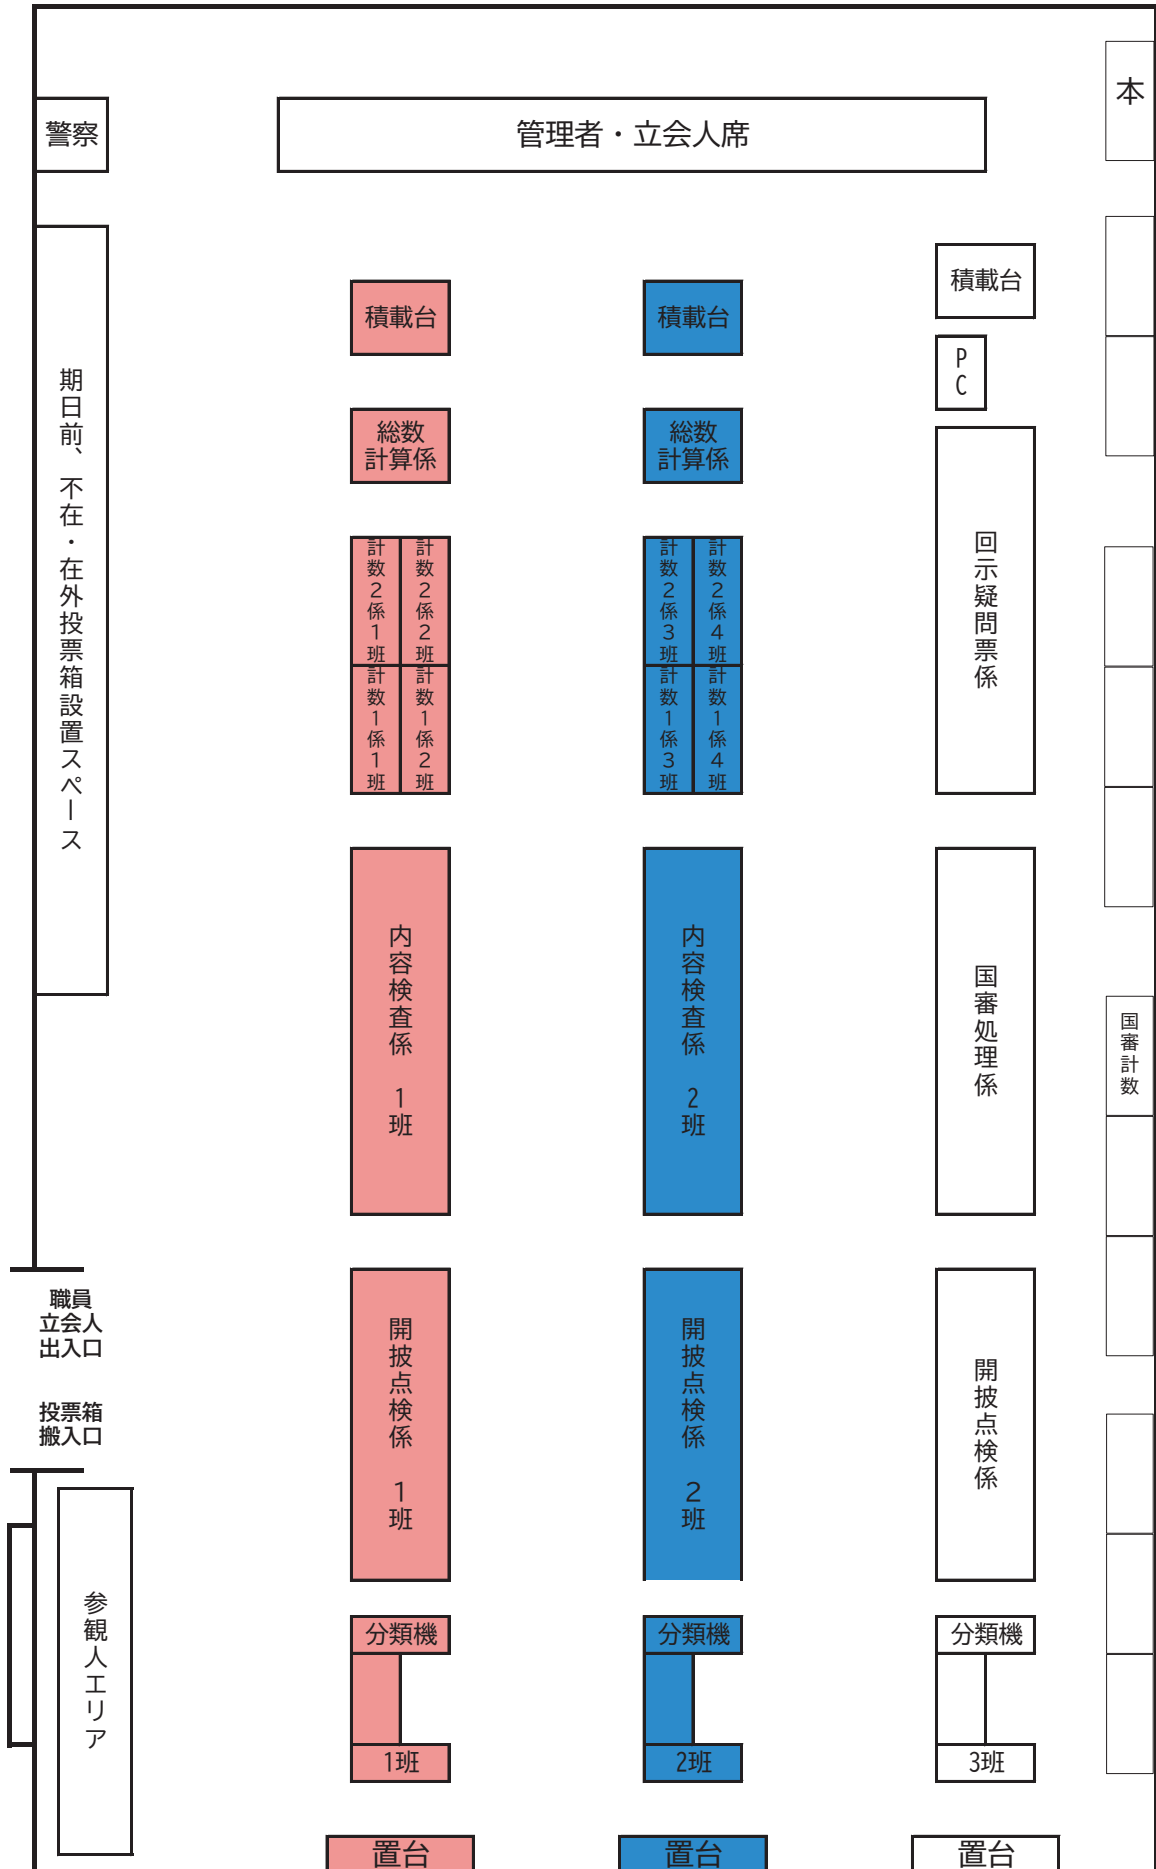 本
警察
管理者・立会人席
期日前、不在・在外投票箱設置スペース
積載台
積載台
積載台
PC
総数
計算係
総数
計算係
計数2係1班
計数2係2班
計数2係3班
計数2係4班
計数1係1班
計数1係2班
計数1係3班
計数1係4班
回示疑問票係
内容検査係 1班
内容検査係 2班
国審処理係
国審計数
職員
立会人
出入口
投票箱
搬入口
開披点検係 1班
開披点検係 2班
開披点検係
参観人エリア
分類機
分類機
分類機
1班
2班
3班
置台
置台
置台